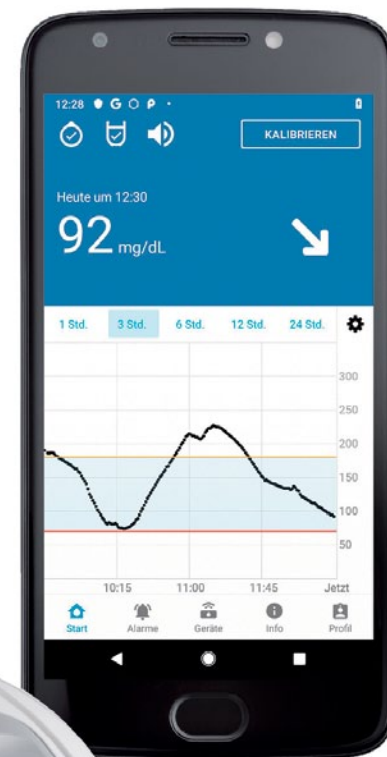 12:28 G P
KALIBRIEREN
Heute um 12:30
92 mg/dL
1 Std. 3 Std. 6 Std. 12 Std. 24 Std.
300
250
200
150
100
50
10:15 11:00 11:45 Jetzt
Start Alarme Geräte Info Profil